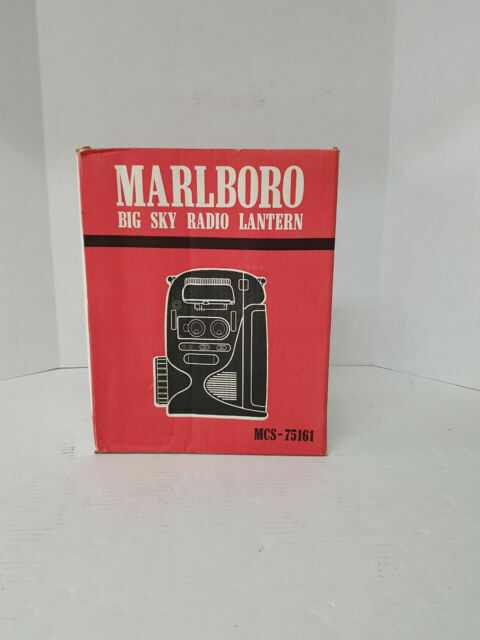 MARLBORO
BIG SKY RADIO LANTERN
MCS-75161